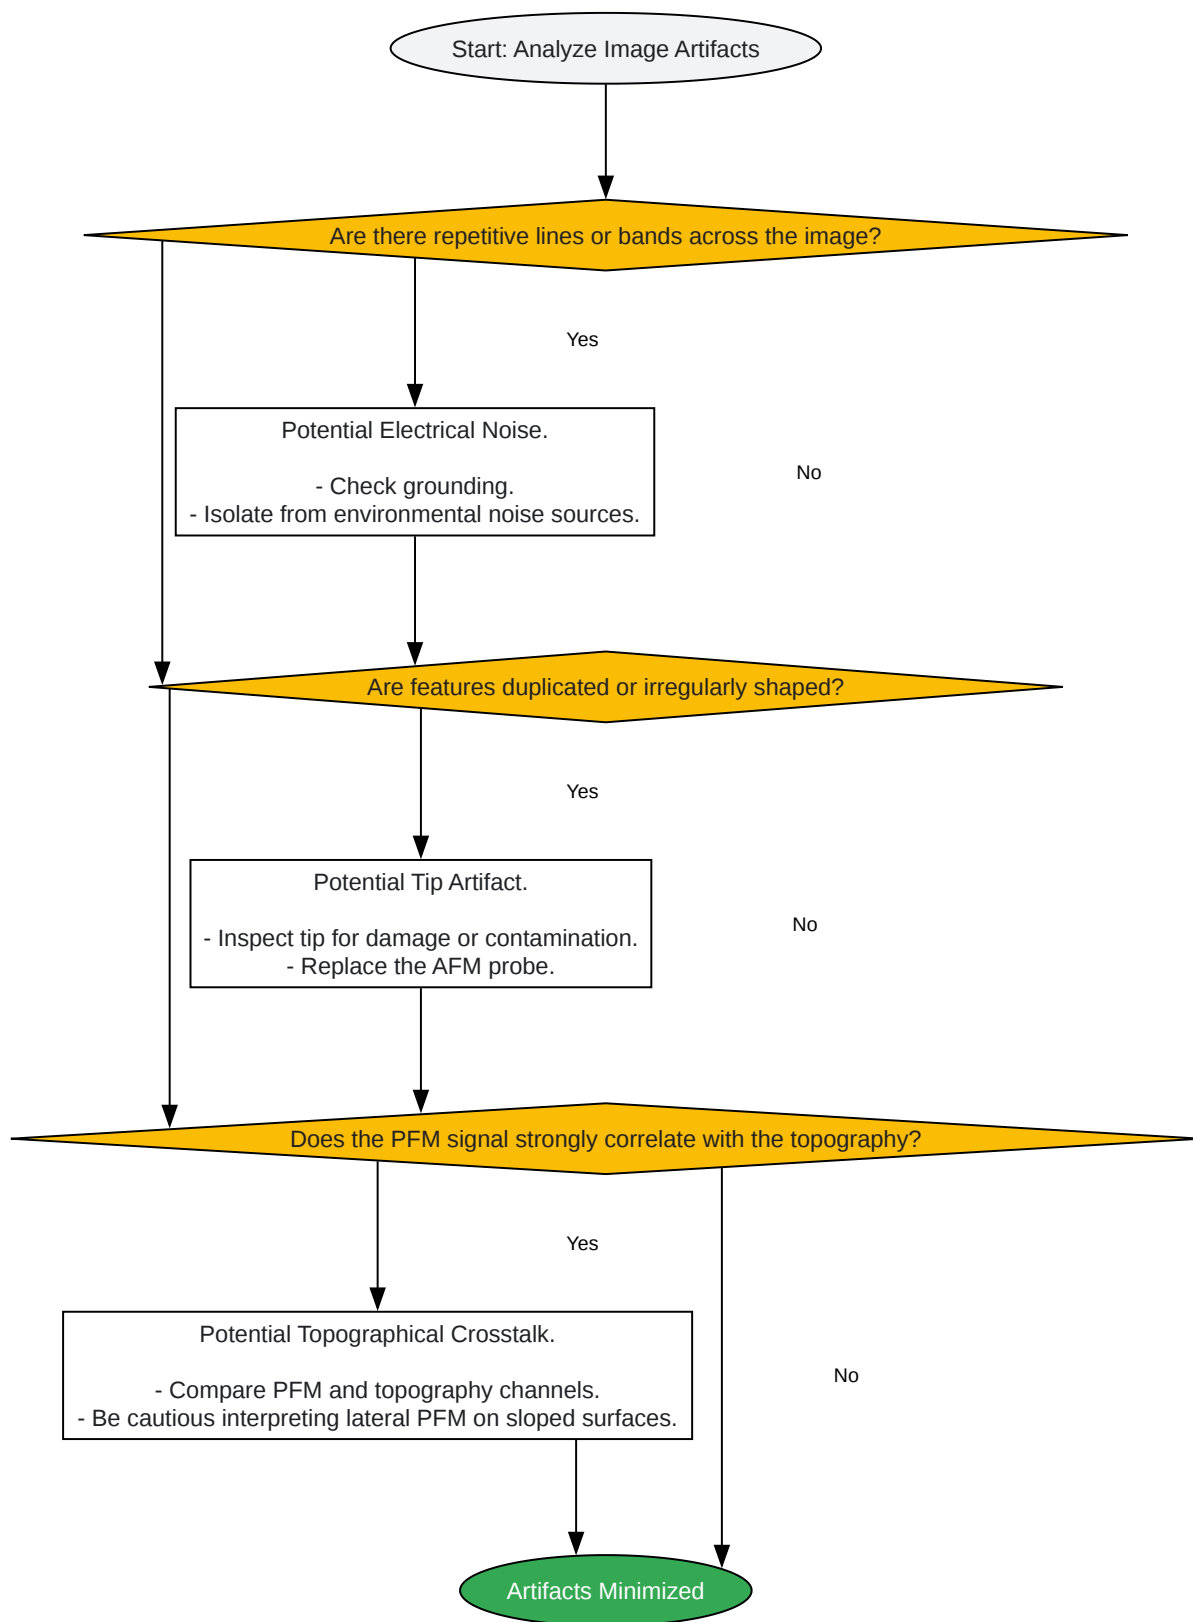 Start: Analyze Image Artifacts
Are there repetitive lines or bands across the image?
Yes
Potential Electrical Noise.
- Check grounding.
- Isolate from environmental noise sources.
No
Are features duplicated or irregularly shaped?
Yes
Potential Tip Artifact.
- Inspect tip for damage or contamination.
- Replace the AFM probe.
No
Does the PFM signal strongly correlate with the topography?
Yes
Potential Topographical Crosstalk.
- Compare PFM and topography channels.
- Be cautious interpreting lateral PFM on sloped surfaces.
No
Artifacts Minimized